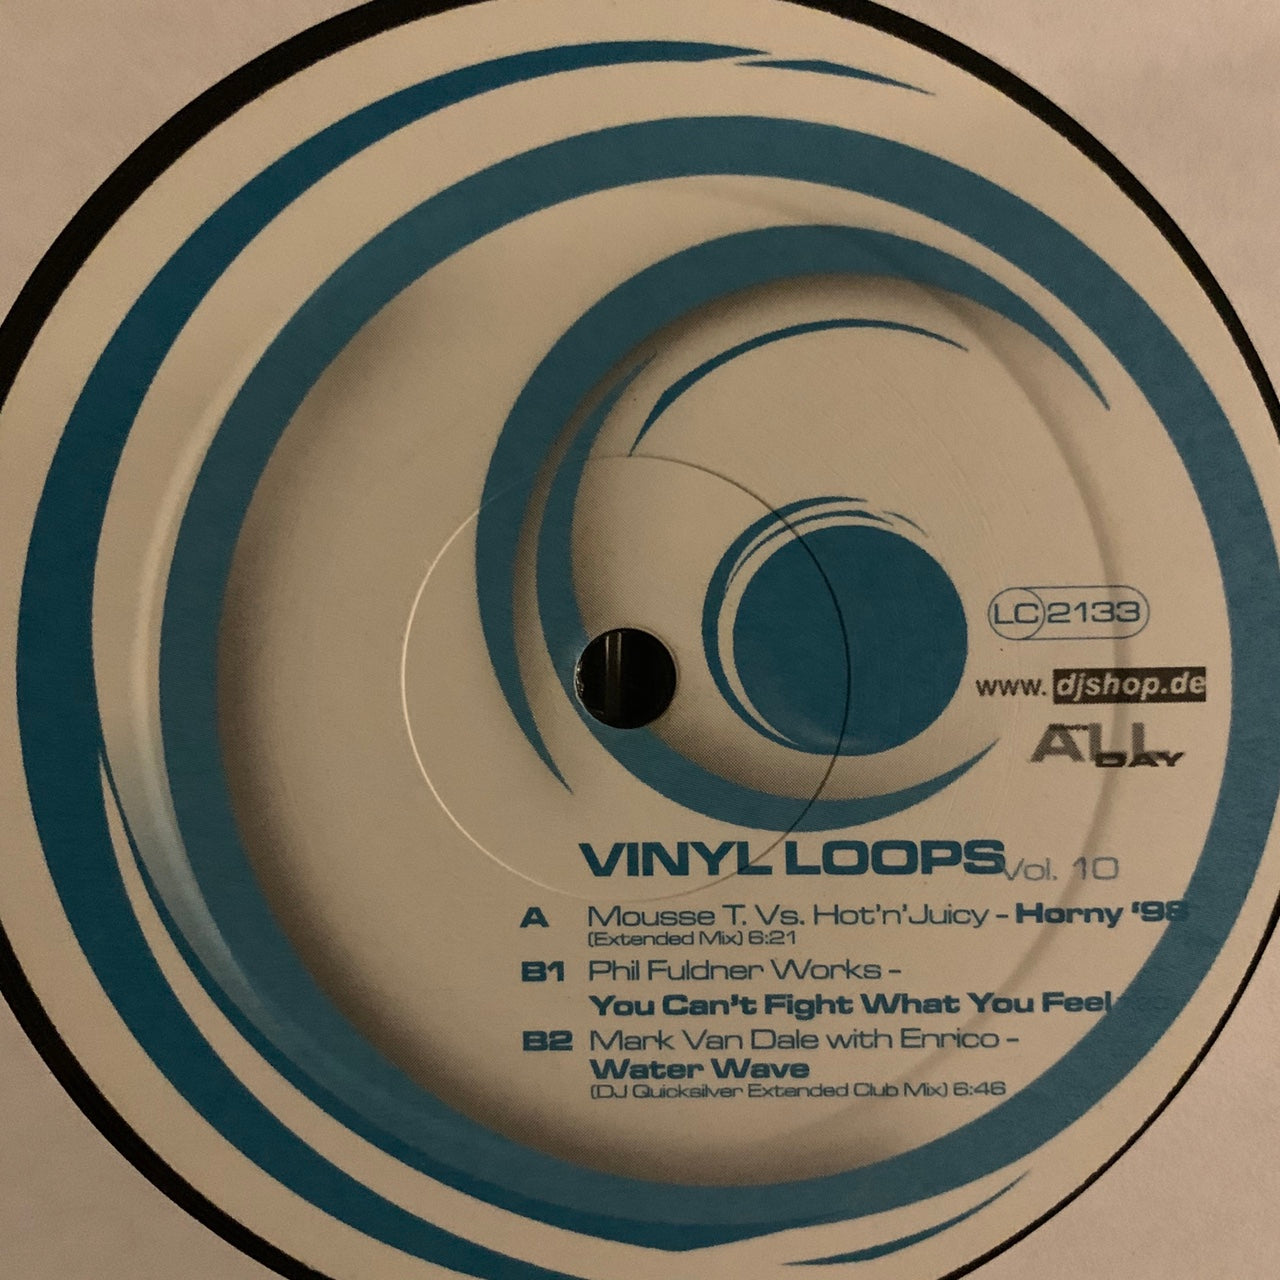 LC 2133
www.djshop.de
ALL
DAY
VINYL LOOPS Vol. 10
A Mousse T. Vs. Hot'n'Juicy - Horny '98
(Extended Mix) 6:21
B1 Phil Fuldner Works -
You Can't Fight What You Feel
B2 Mark Van Dale with Enrico -
Water Wave
(DJ Quicksilver Extended Club Mix) 6:46